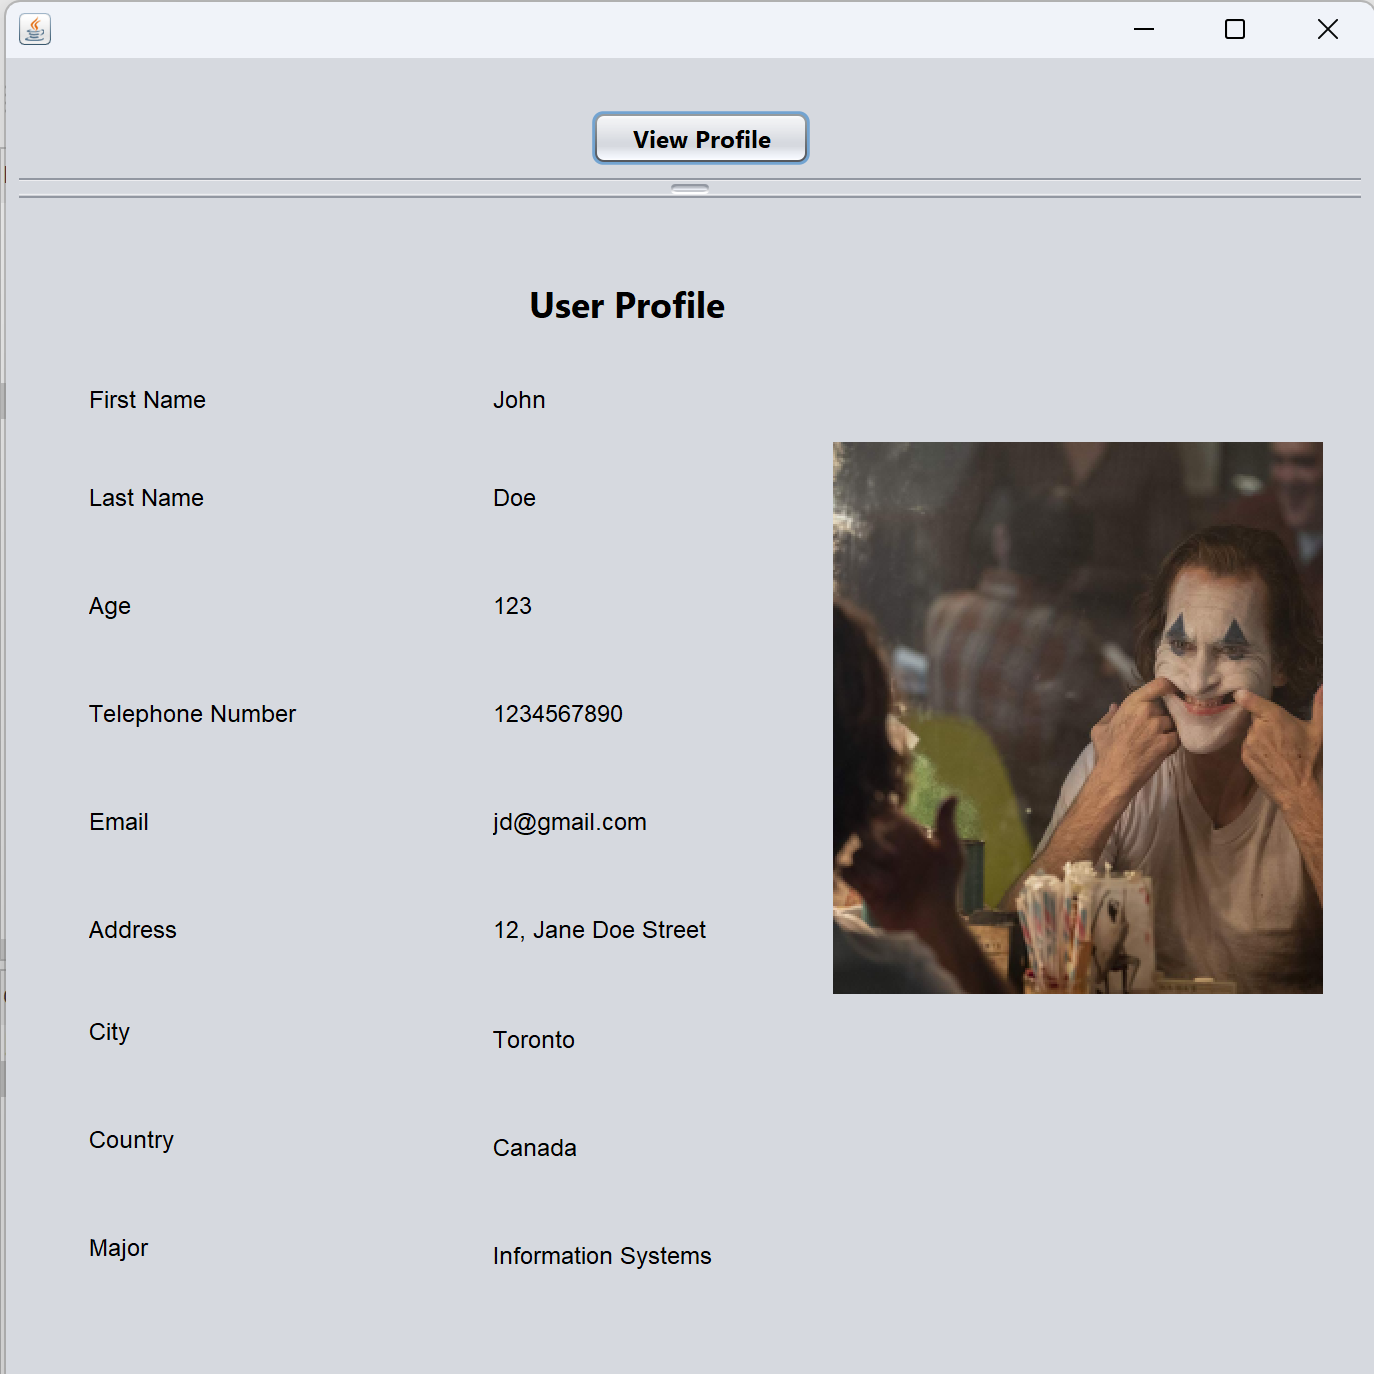 View Profile
User Profile
First Name John
Last Name Doe
Age 123
Telephone Number 1234567890
Email jd@gmail.com
Address 12, Jane Doe Street
City Toronto
Country Canada
Major Information Systems